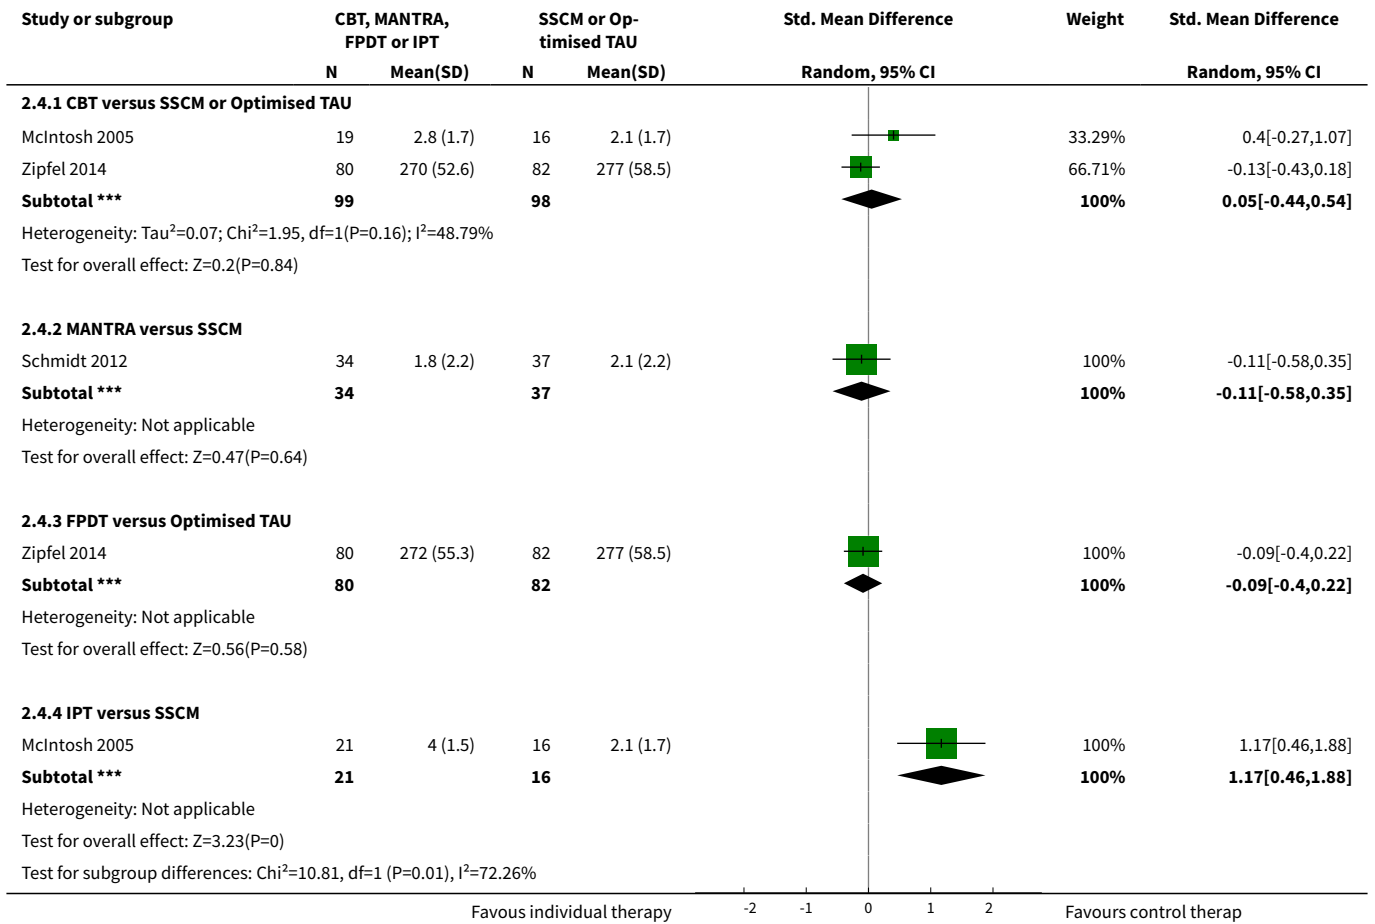 Study or subgroup CBT, MANTRA, FPDT or IPT SSCM or Op-timised TAU Std. Mean Difference Weight Std. Mean Difference
N Mean(SD) N Mean(SD) Random, 95% CI Random, 95% CI
2.4.1 CBT versus SSCM or Optimised TAU
McIntosh 2005 19 2.8 (1.7) 16 2.1 (1.7) 33.29% 0.4[-0.27,1.07]
Zipfel 2014 80 270 (52.6) 82 277 (58.5) 66.71% -0.13[-0.43,0.18]
Subtotal *** 99 98 100% 0.05[-0.44,0.54]
Heterogeneity: Tau²=0.07; Chi²=1.95, df=1(P=0.16); I²=48.79%
Test for overall effect: Z=0.2(P=0.84)
2.4.2 MANTRA versus SSCM
Schmidt 2012 34 1.8 (2.2) 37 2.1 (2.2) 100% -0.11[-0.58,0.35]
Subtotal *** 34 37 100% -0.11[-0.58,0.35]
Heterogeneity: Not applicable
Test for overall effect: Z=0.47(P=0.64)
2.4.3 FPDT versus Optimised TAU
Zipfel 2014 80 272 (55.3) 82 277 (58.5) 100% -0.09[-0.4,0.22]
Subtotal *** 80 82 100% -0.09[-0.4,0.22]
Heterogeneity: Not applicable
Test for overall effect: Z=0.56(P=0.58)
2.4.4 IPT versus SSCM
McIntosh 2005 21 4 (1.5) 16 2.1 (1.7) 100% 1.17[0.46,1.88]
Subtotal *** 21 16 100% 1.17[0.46,1.88]
Heterogeneity: Not applicable
Test for overall effect: Z=3.23(P=0)
Test for subgroup differences: Chi²=10.81, df=1 (P=0.01), I²=72.26%
Favous individual therapy -2 -1 0 1 2 Favours control therap